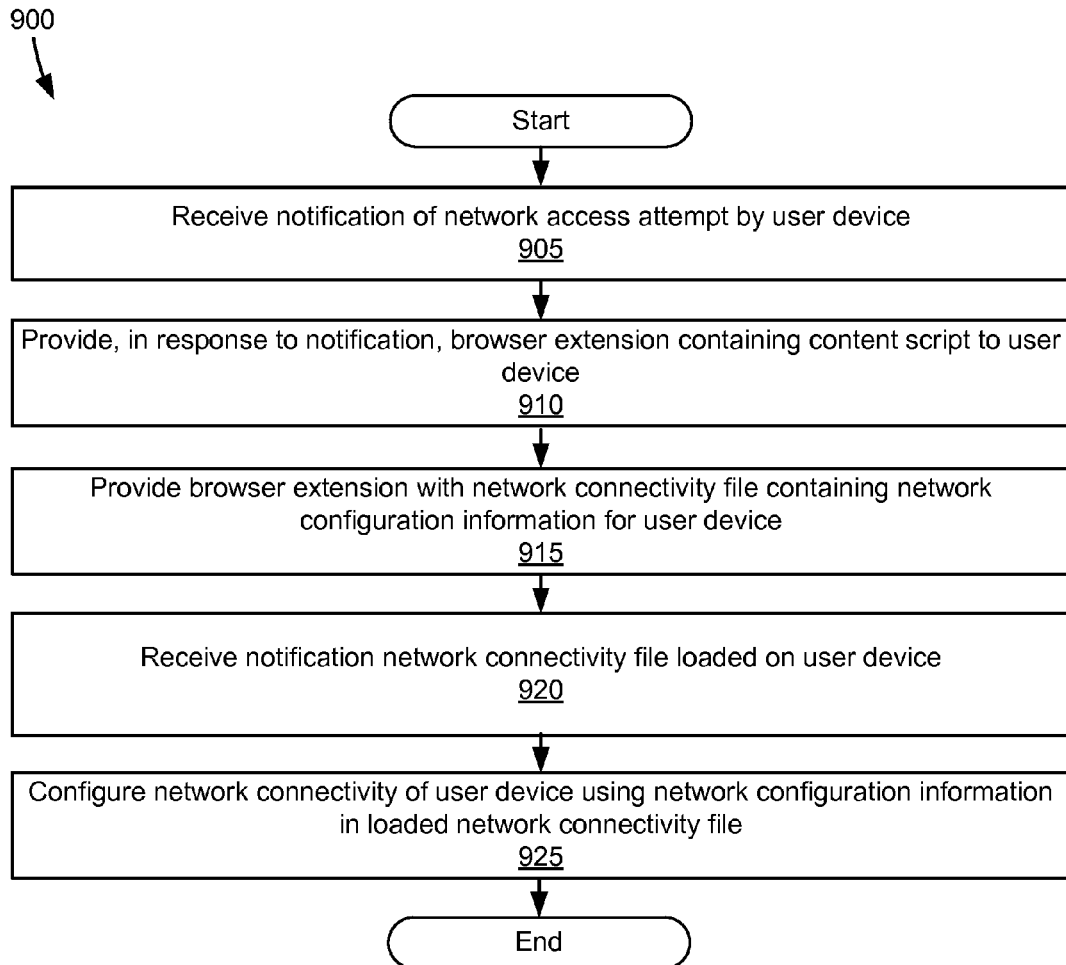 900
Start
Receive notification of network access attempt by user device
905
Provide, in response to notification, browser extension containing content script to user
device
910
Provide browser extension with network connectivity file containing network
configuration information for user device
915
Receive notification network connectivity file loaded on user device
920
Configure network connectivity of user device using network configuration information
in loaded network connectivity file
925
End